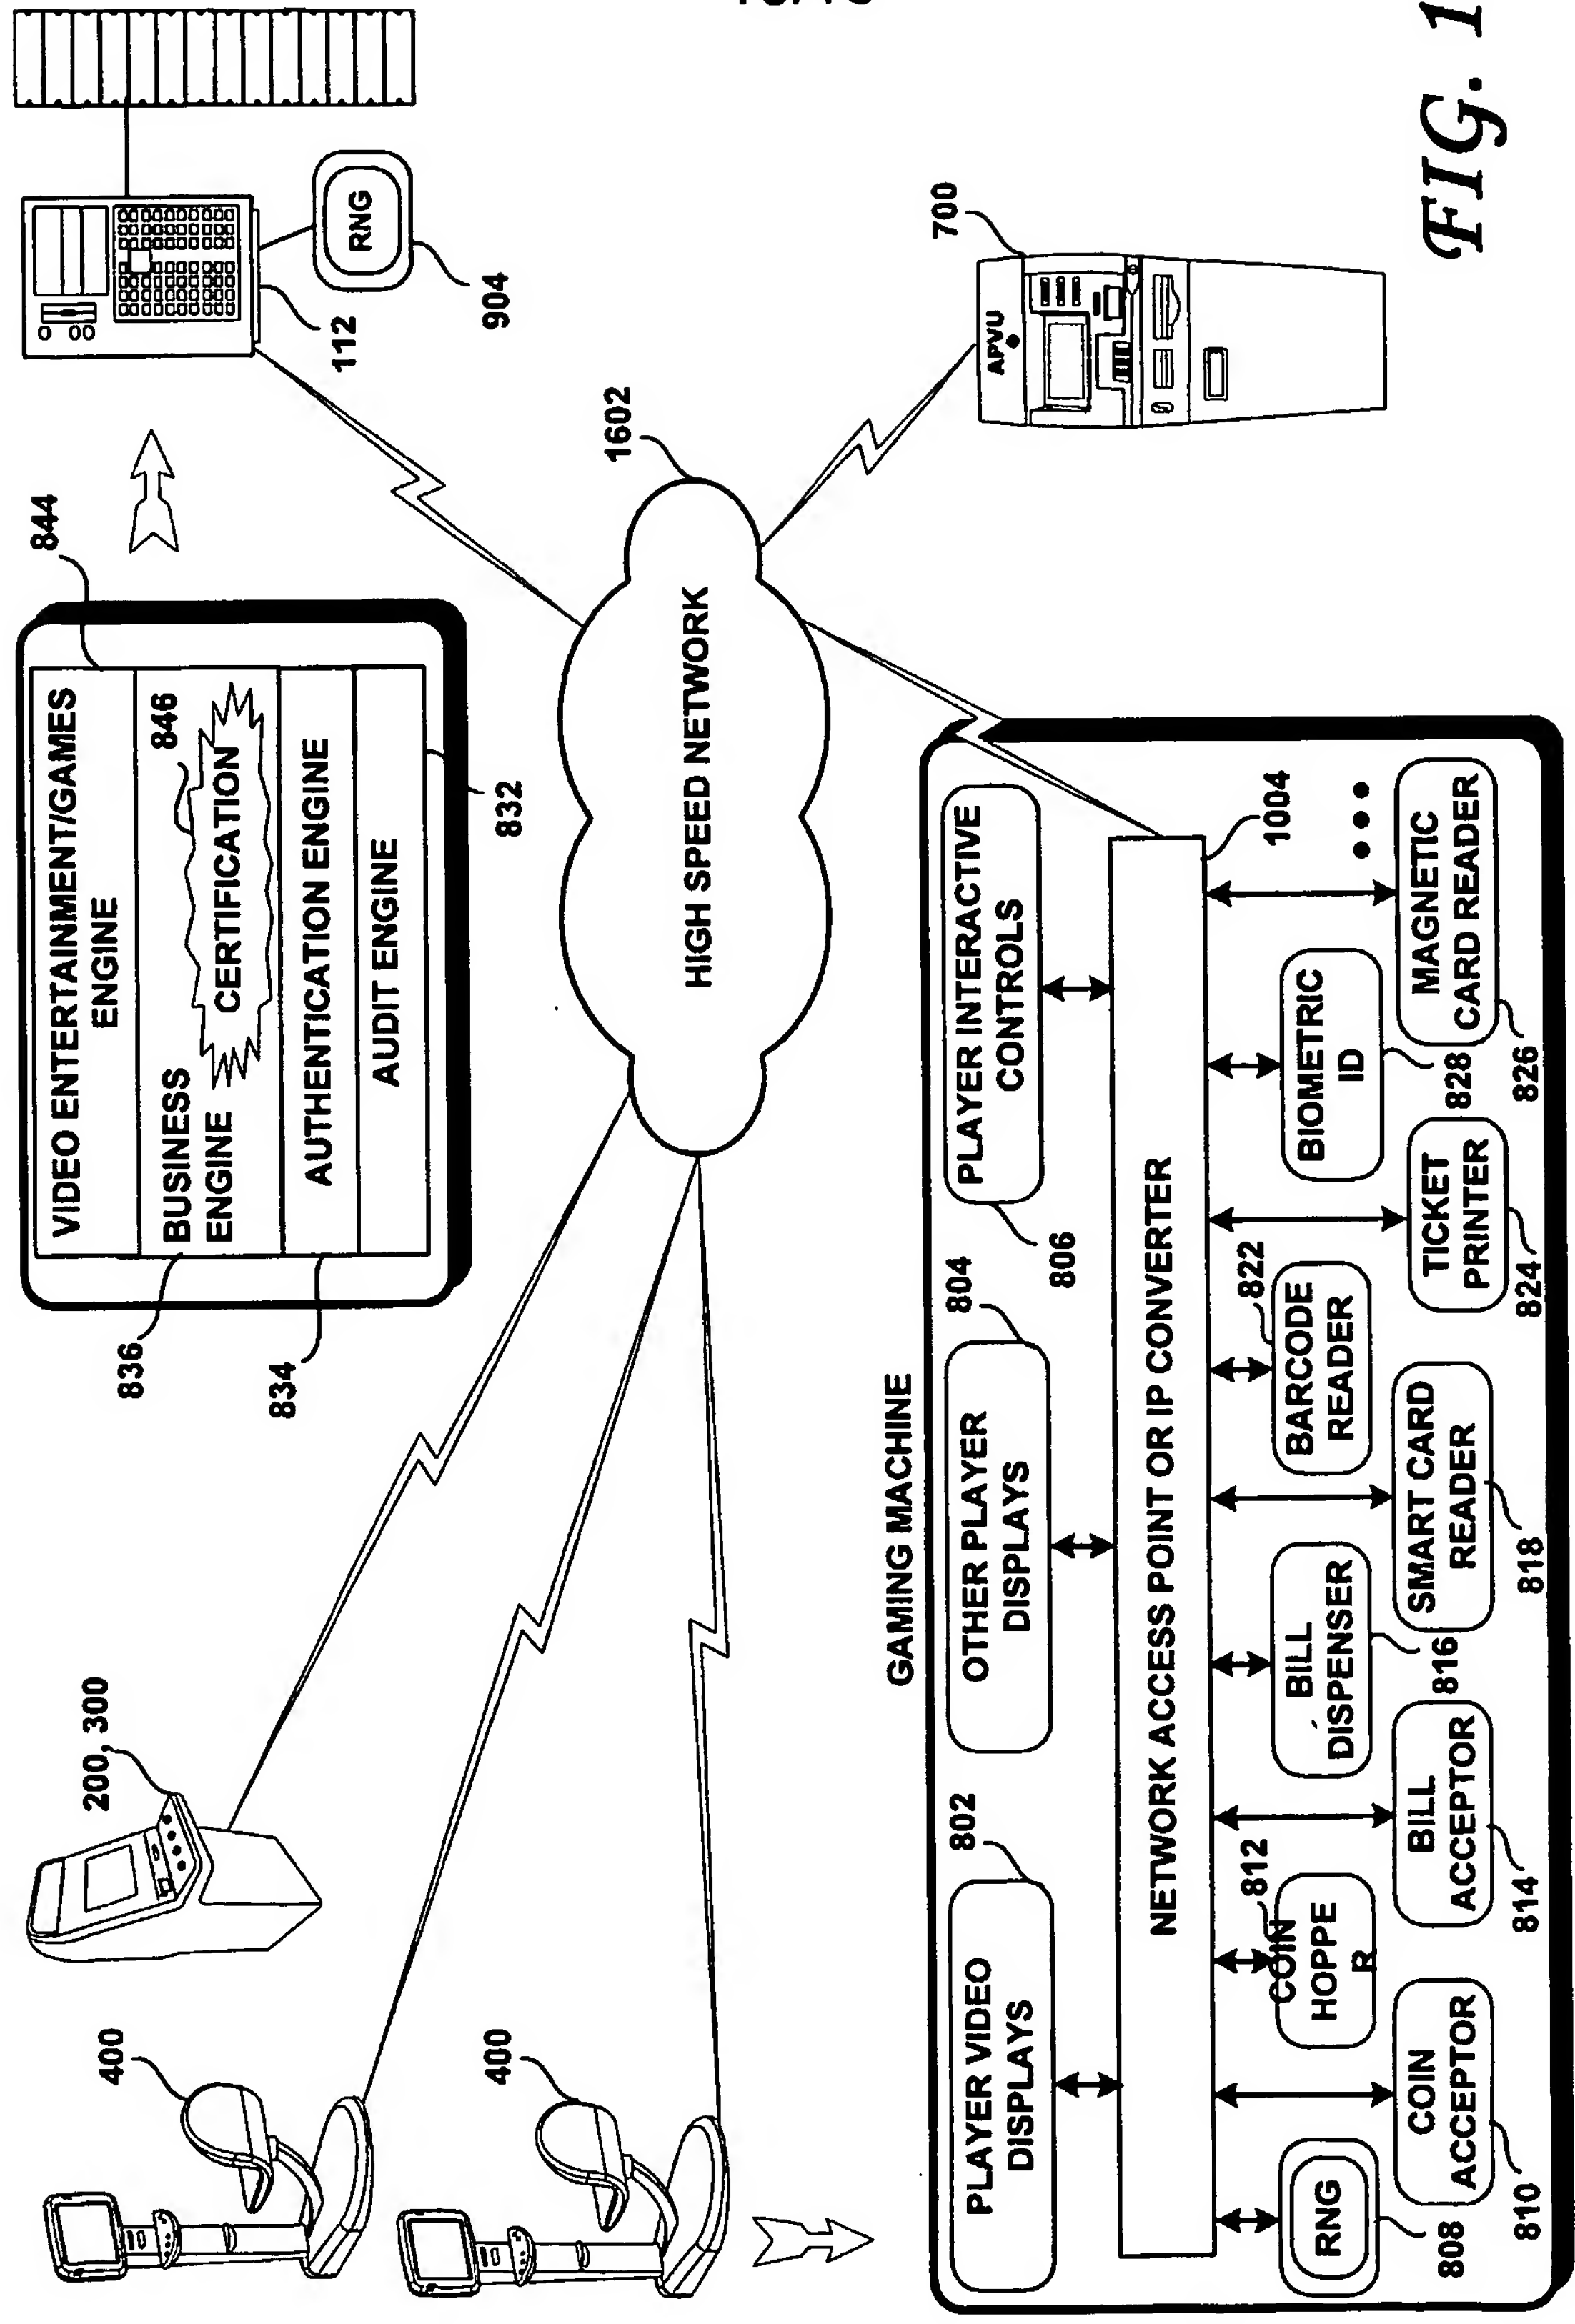 400
200, 300
836
834
VIDEO ENTERTAINMENT/GAMES
ENGINE
BUSINESS
ENGINE
CERTIFICATION
846
AUTHENTICATION ENGINE
AUDIT ENGINE
844
832
112
RNG
904
400
HIGH SPEED NETWORK
1602
700
APVU
GAMING MACHINE
802
804
806
PLAYER VIDEO
DISPLAYS
OTHER PLAYER
DISPLAYS
PLAYER INTERACTIVE
CONTROLS
NETWORK ACCESS POINT OR IP CONVERTER
1004
812
822
RNG
COIN
HOPPE
R
BILL
DISPENSER
BARCODE
READER
BIOMETRIC
ID
808
816
828
COIN
ACCEPTOR
BILL
ACCEPTOR
SMART CARD
READER
TICKET
PRINTER
MAGNETIC
CARD READER
810
814
818
824
826
FIG. 1